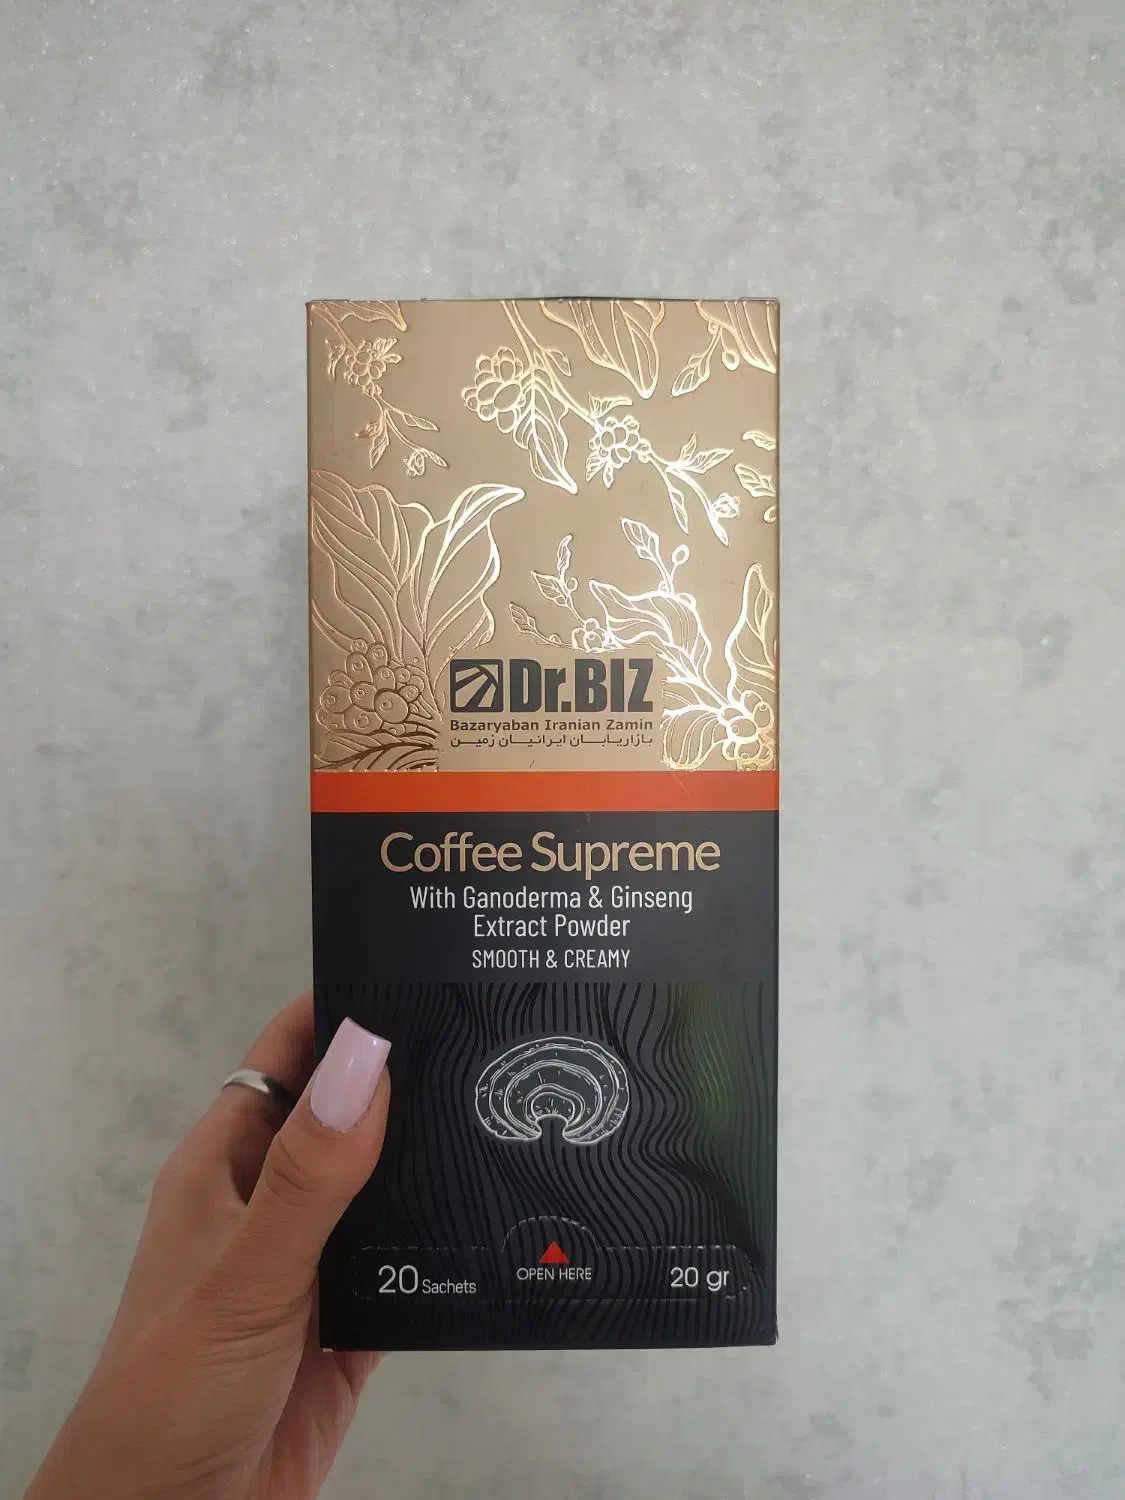 Dr.BIZ
Bazaryaban Iranian Zamin
بازاریابان ایرانیان زمین
Coffee Supreme
With Ganoderma & Ginseng
Extract Powder
SMOOTH & CREAMY
20 Sachets
OPEN HERE
20 gr